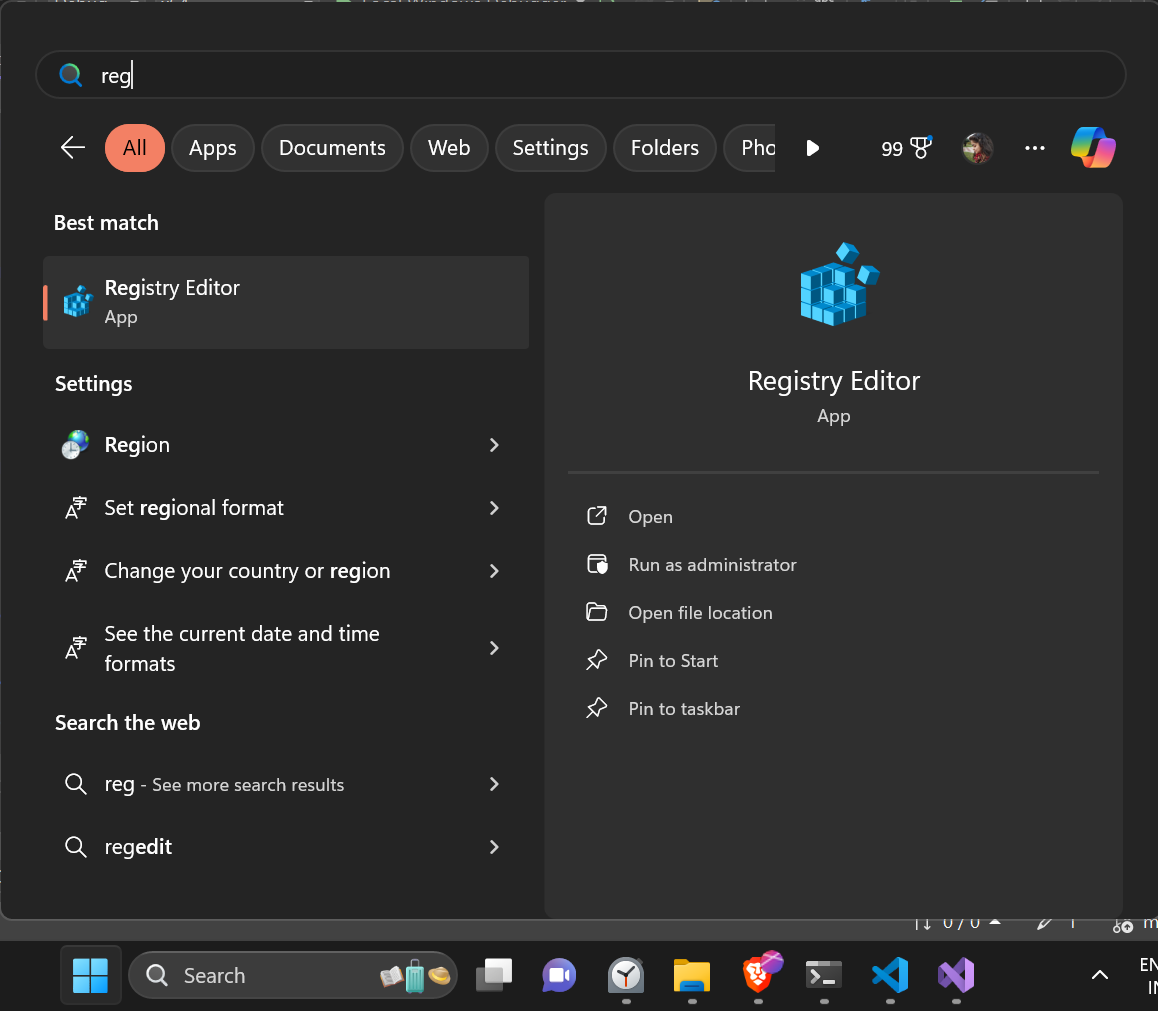 reg
All Apps Documents Web Settings Folders Pho 99
Best match
Registry Editor
App
Settings
Region
Set regional format
Change your country or region
See the current date and time
formats
Search the web
reg - See more search results
regedit
Registry Editor
App
Open
Run as administrator
Open file location
Pin to Start
Pin to taskbar
0 / 0 1 m
Search
EN
IN